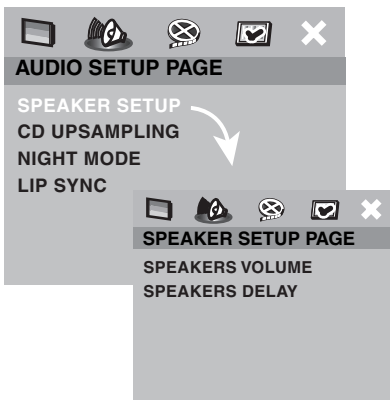 AUDIO SETUP PAGE
SPEAKER SETUP
CD UPSAMPLING
NIGHT MODE
LIP SYNC
SPEAKER SETUP PAGE
SPEAKERS VOLUME
SPEAKERS DELAY